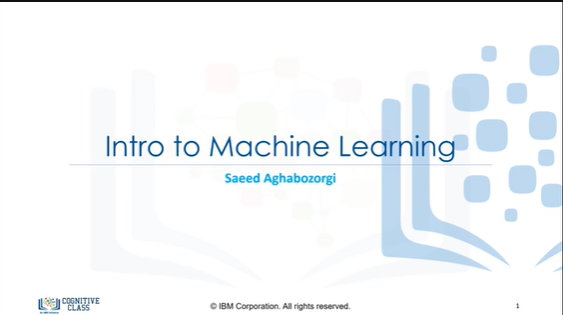 Intro to Machine Learning
Saeed Aghabozorgi
COGNITIVE
CLASS
© IBM Corporation. All rights reserved.
1